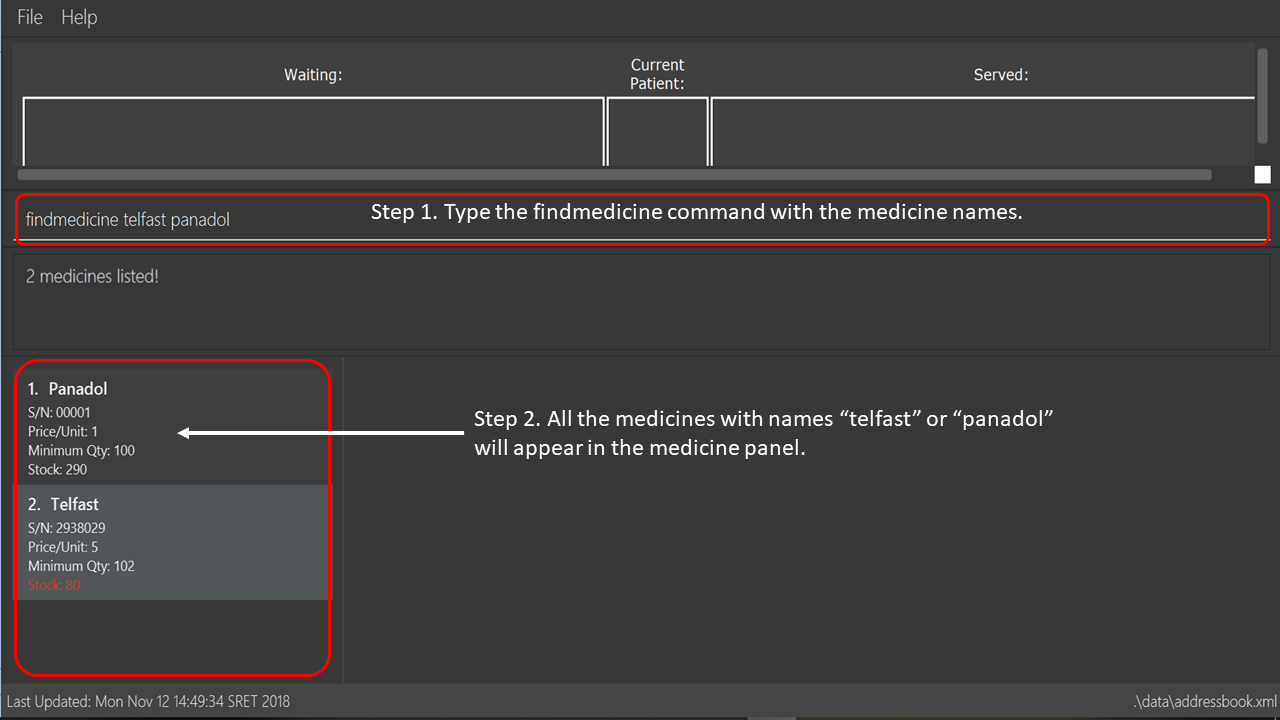 File Help
Waiting:
Current
Patient:
Served:
findmedicine telfast panadol
Step 1. Type the findmedicine command with the medicine names.
2 medicines listed!
1. Panadol
S/N: 00001
Price/Unit: 1
Minimum Qty: 100
Stock: 290
Step 2. All the medicines with names “telfast” or “panadol”
will appear in the medicine panel.
2. Telfast
S/N: 2938029
Price/Unit: 5
Minimum Qty: 102
Stock: 80
Last Updated: Mon Nov 12 14:49:34 SRET 2018
.\data\addressbook.xml